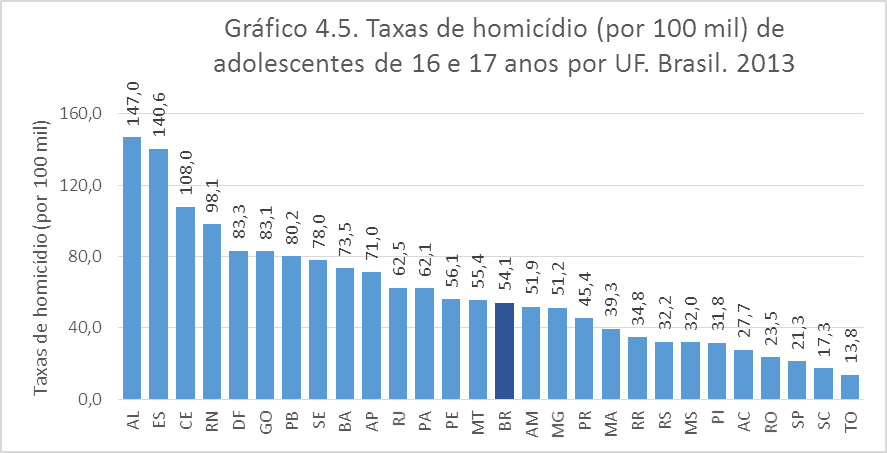 Gráfico 4.5. Taxas de homicídio (por 100 mil) de
adolescentes de 16 e 17 anos por UF. Brasil. 2013
Taxas de homicídio (por 100 mil)
160,0
120,0
80,0
40,0
0,0
147,0
140,6
108,0
98,1
83,3
83,1
80,2
78,0
73,5
71,0
62,5
62,1
56,1
55,4
54,1
51,9
51,2
45,4
39,3
34,8
32,2
32,0
31,8
27,7
23,5
21,3
17,3
13,8
AL
ES
CE
RN
DF
GO
PB
SE
BA
AP
RJ
PA
PE
MT
BR
AM
MG
PR
MA
RR
RS
MS
PI
AC
RO
SP
SC
TO